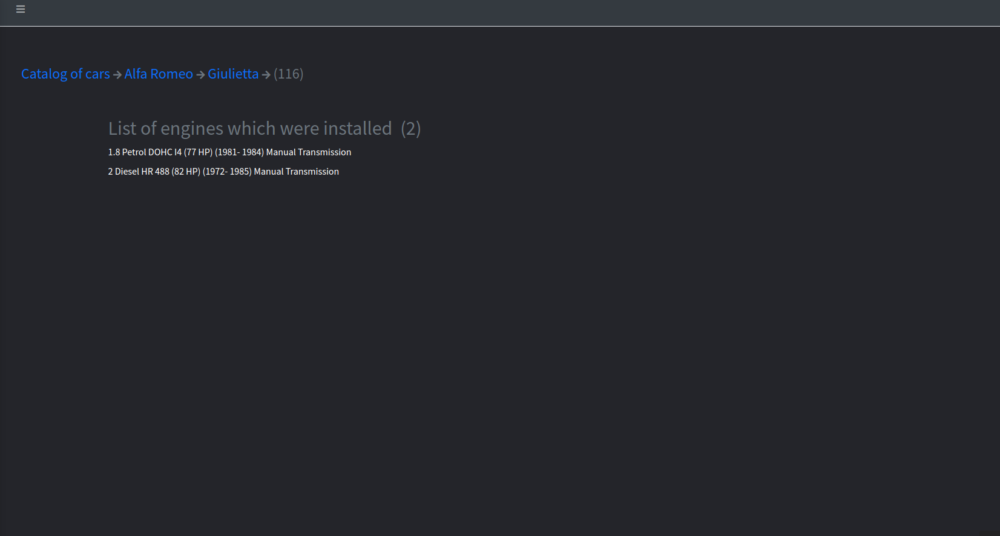 Catalog of cars → Alfa Romeo → Giulietta → (116)
List of engines which were installed (2)
1.8 Petrol DOHC I4 (77 HP) (1981- 1984) Manual Transmission
2 Diesel HR 488 (82 HP) (1972- 1985) Manual Transmission